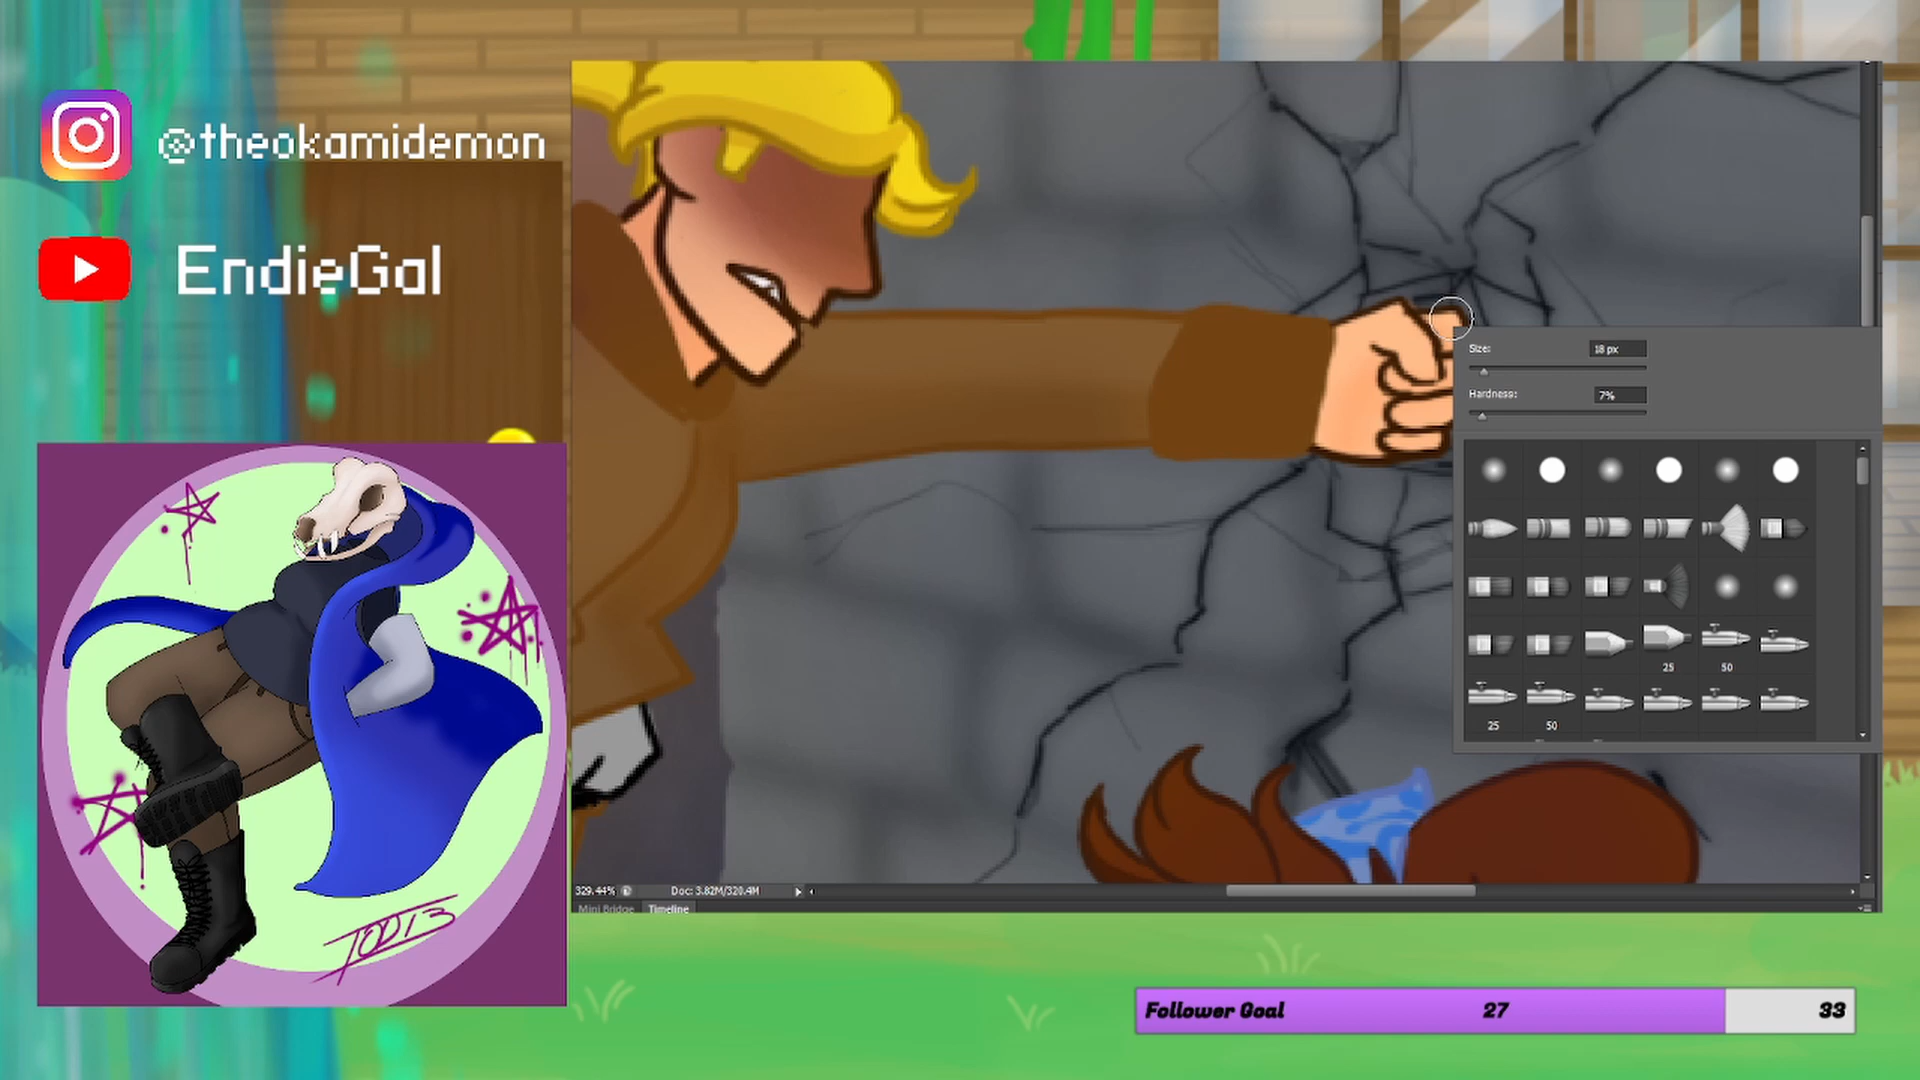 @theokamidemon
EndieGal
Size:
18 px
Hardness:
7%
25
50
25
50
TODI3
329.44%
Doc: 3.82M/320.4M
Mini Bridge
Timeline
Follower Goal
27
33